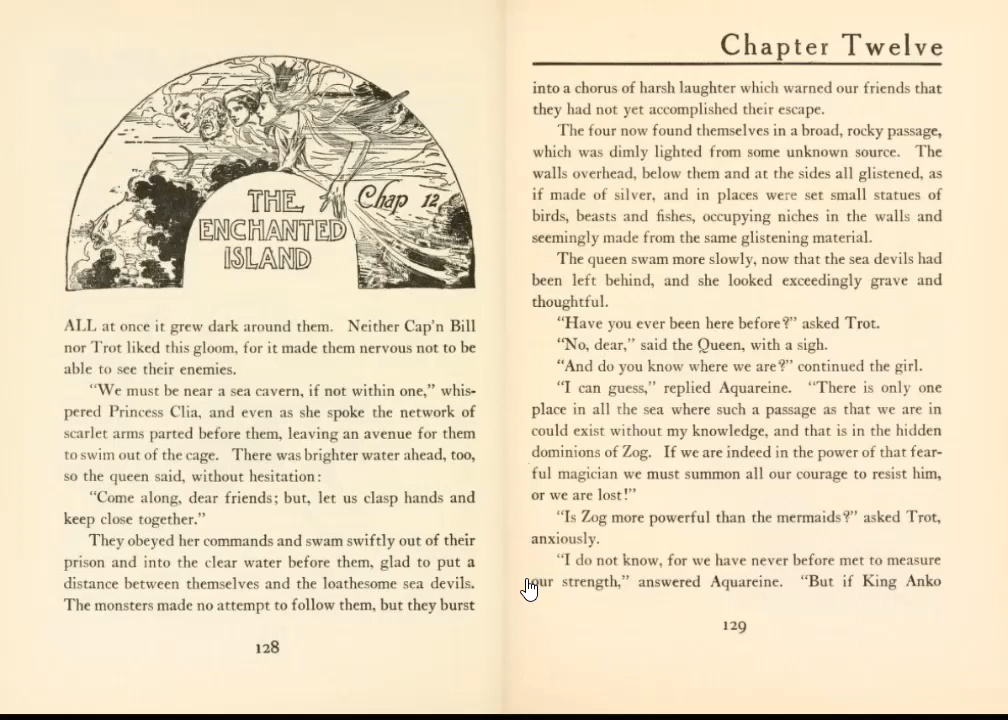 THE
ENCHANTED
ISLAND
Chap 12
ALL at once it grew dark around them. Neither Cap'n Bill
nor Trot liked this gloom, for it made them nervous not to be
able to see their enemies.
"We must be near a sea cavern, if not within one," whis-
pered Princess Clia, and even as she spoke the network of
scarlet arms parted before them, leaving an avenue for them
to swim out of the cage. There was brighter water ahead, too,
so the queen said, without hesitation:
"Come along, dear friends; but, let us clasp hands and
keep close together."
They obeyed her commands and swam swiftly out of their
prison and into the clear water before them, glad to put a
distance between themselves and the loathesome sea devils.
The monsters made no attempt to follow them, but they burst
128
Chapter Twelve
into a chorus of harsh laughter which warned our friends that
they had not yet accomplished their escape.
The four now found themselves in a broad, rocky passage,
which was dimly lighted from some unknown source. The
walls overhead, below them and at the sides all glistened, as
if made of silver, and in places were set small statues of
birds, beasts and fishes, occupying niches in the walls and
seemingly made from the same glistening material.
The queen swam more slowly, now that the sea devils had
been left behind, and she looked exceedingly grave and
thoughtful.
"Have you ever been here before?" asked Trot.
"No, dear," said the Queen, with a sigh.
"And do you know where we are?" continued the girl.
"I can guess," replied Aquareine. "There is only one
place in all the sea where such a passage as that we are in
could exist without my knowledge, and that is in the hidden
dominions of Zog. If we are indeed in the power of that fear-
ful magician we must summon all our courage to resist him,
or we are lost!"
"Is Zog more powerful than the mermaids?" asked Trot,
anxiously.
"I do not know, for we have never before met to measure
our strength," answered Aquareine. "But if King Anko
129